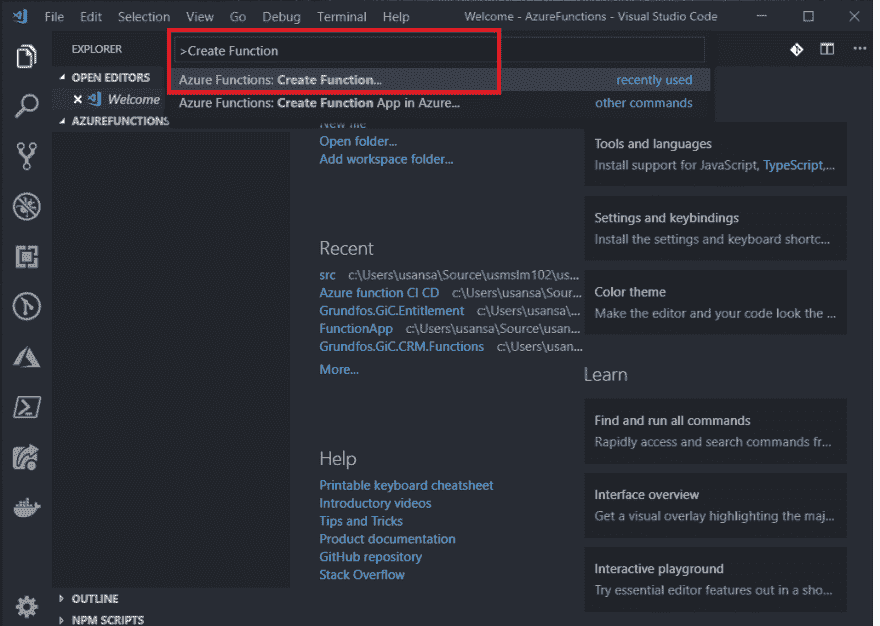 File Edit Selection View Go Debug Terminal Help Welcome - AzureFunctions - Visual Studio Code
EXPLORER
OPEN EDITORS
Welcome
AZUREFUNCTIONS
>Create Function
Azure Functions: Create Function... recently used
Azure Functions: Create Function App in Azure... other commands
New file
Open folder...
Add workspace folder...
Recent
src c:\Users\usansa\Source\usmslm102\us...
Azure function CI CD c:\Users\usansa\Sour...
Grundfos.GiC.Entitlement c:\Users\usansa\...
FunctionApp c:\Users\usansa\Source\usan...
Grundfos.GiC.CRM.Functions c:\Users\usan...
More...
Help
Printable keyboard cheatsheet
Introductory videos
Tips and Tricks
Product documentation
GitHub repository
Stack Overflow
Tools and languages
Install support for JavaScript, TypeScript,...
Settings and keybindings
Install the settings and keyboard shortc...
Color theme
Make the editor and your code look the ...
Learn
Find and run all commands
Rapidly access and search commands fr...
Interface overview
Get a visual overlay highlighting the maj...
Interactive playground
Try essential editor features out in a sho...
OUTLINE
NPM SCRIPTS